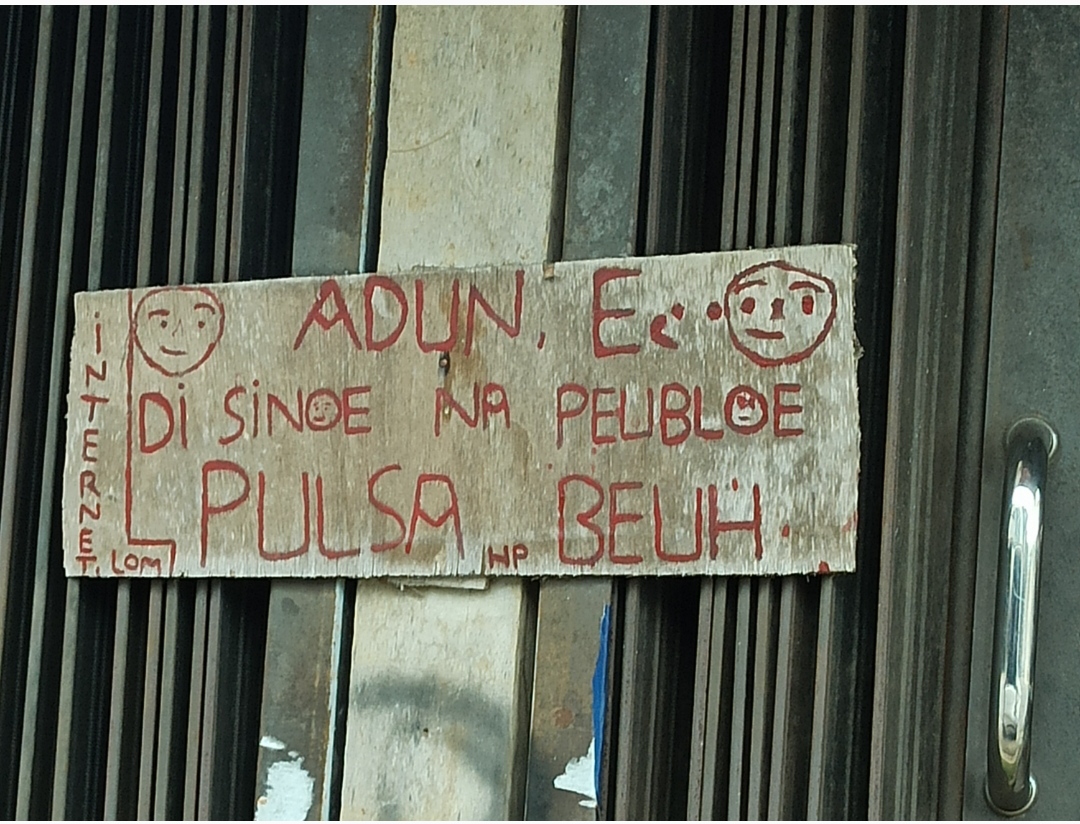 ADUN, E
DI SINOE NA PEUBLOE
PULSA HP BEUH.
iNTERNET, LOM